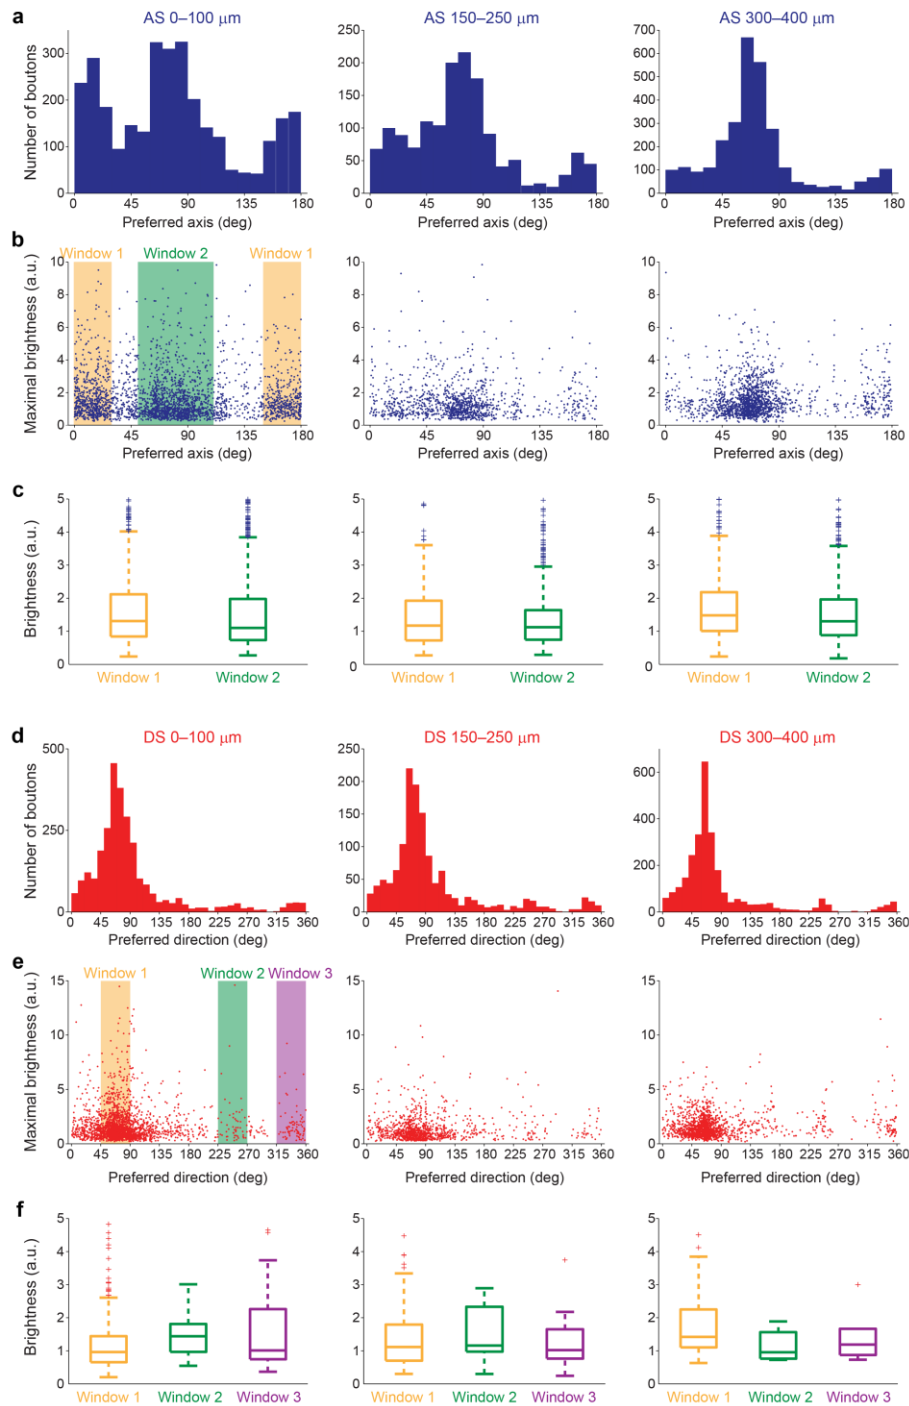 a
AS 0–100 μm
AS 150–250 μm
AS 300–400 μm
Number of boutons
300
200
100
0
250
200
150
100
50
0
700
600
500
400
300
200
100
0
0 45 90 135 180
0 45 90 135 180
0 45 90 135 180
Preferred axis (deg)
Preferred axis (deg)
Preferred axis (deg)
b
Window 1
Window 2
Window 1
Maximal brightness (a.u.)
10
8
6
4
2
0
10
8
6
4
2
0
10
8
6
4
2
0
0 45 90 135 180
0 45 90 135 180
0 45 90 135 180
Preferred axis (deg)
Preferred axis (deg)
Preferred axis (deg)
c
Brightness (a.u.)
5
4
3
2
1
0
5
4
3
2
1
0
5
4
3
2
1
0
Window 1 Window 2
Window 1 Window 2
Window 1 Window 2
d
DS 0–100 μm
DS 150–250 μm
DS 300–400 μm
Number of boutons
500
250
0
250
200
150
100
50
0
600
400
200
0
0 45 90 135 180 225 270 315 360
0 45 90 135 180 225 270 315 360
0 45 90 135 180 225 270 315 360
Preferred direction (deg)
Preferred direction (deg)
Preferred direction (deg)
e
Window 1
Window 2
Window 3
Maximal brightness (a.u.)
15
10
5
0
15
10
5
0
15
10
5
0
0 45 90 135 180 225 270 315 360
0 45 90 135 180 225 270 315 360
0 45 90 135 180 225 270 315 360
Preferred direction (deg)
Preferred direction (deg)
Preferred direction (deg)
f
Brightness (a.u.)
5
4
3
2
1
0
5
4
3
2
1
0
5
4
3
2
1
0
Window 1 Window 2 Window 3
Window 1 Window 2 Window 3
Window 1 Window 2 Window 3